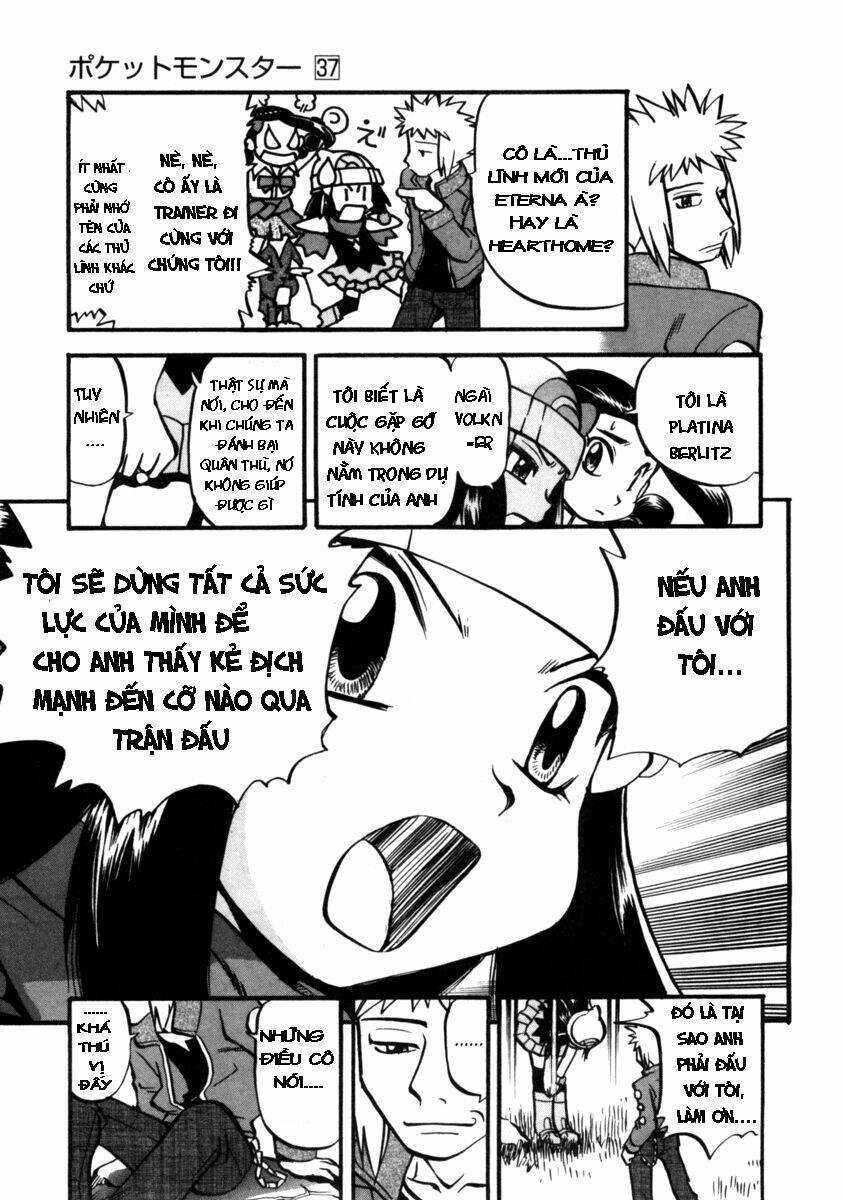 ポケットモンスター 37
CÔ LÀ...THỦ
LĨNH MỚI CỦA
ETERNA À?
HAY LÀ
HEARTHOME?
え゛
NÈ, NÈ,
CÔ ẤY LÀ
TRAINER ĐI
CÙNG VỚI
CHÚNG TÔI!!!
ÍT NHẤT
CŨNG
PHẢI NHỚ
TÊN CỦA
CÁC THỦ
LĨNH KHÁC
CHỨ
TÔI LÀ
PLATINA
BERLITZ
NGÀI
VOLKN
=ER
TÔI BIẾT LÀ
CUỘC GẶP GỠ
NÀY KHÔNG
NẰM TRONG DỰ
TÍNH CỦA ANH
THẬT SỰ MÀ
NÓI, CHO ĐẾN
KHI CHÚNG TA
ĐÁNH BẠI
QUÂN THÙ, NÓ
KHÔNG GIÚP
ĐƯỢC GÌ
TUY
NHIÊN
....
NẾU ANH
ĐẤU VỚI
TÔI...
TÔI SẼ DÙNG TẤT CẢ SỨC
LỰC CỦA MÌNH ĐỂ
CHO ANH THẤY KẺ ĐỊCH
MẠNH ĐẾN CỠ NÀO QUA
TRẬN ĐẤU
ĐÓ LÀ TẠI
SAO ANH
PHẢI ĐẤU
VỚI TÔI,
LÀM ƠN....
.......
NHỮNG
ĐIỀU CÔ
NÓI....
......
KHÁ
THÚ
VỊ
ĐẤY